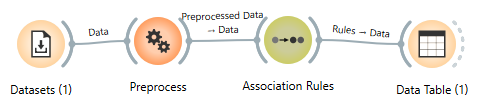 Data
Preprocessed Data
→ Data
Rules → Data
Datasets (1)
Preprocess
Association Rules
Data Table (1)